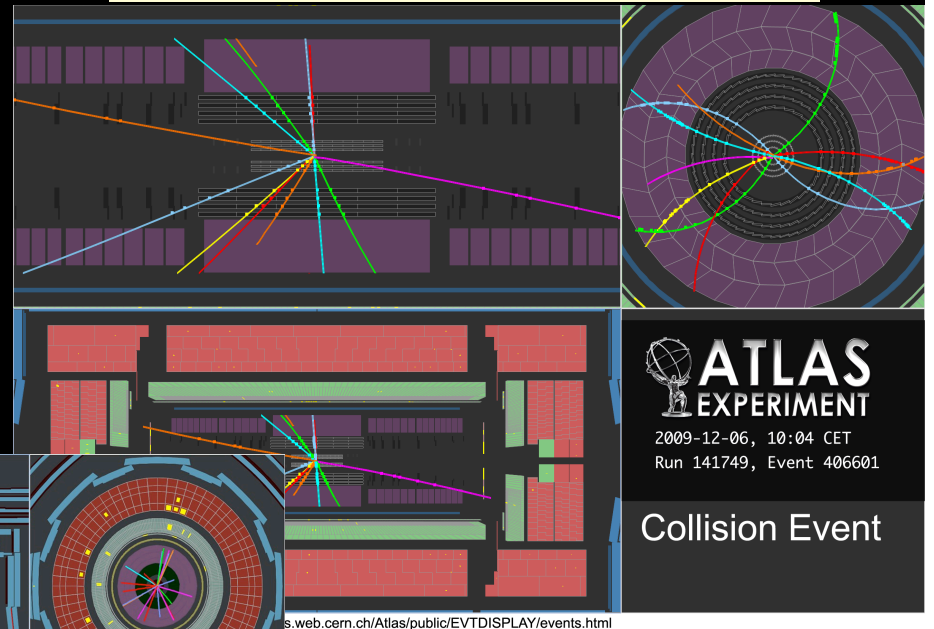 ATLAS
EXPERIMENT
2009-12-06, 10:04 CET
Run 141749, Event 406601
Collision Event
s.web.cern.ch/Atlas/public/EVTDISPLAY/events.html